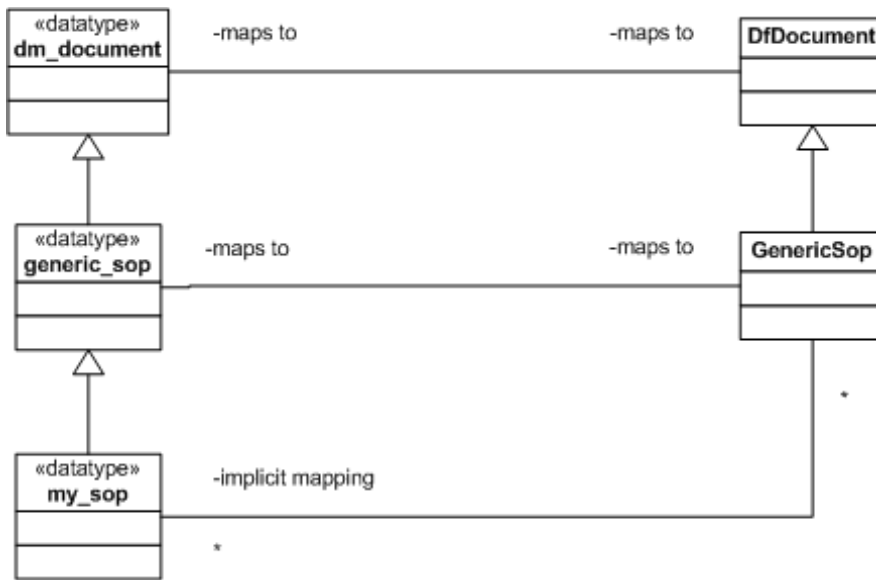 «datatype»
dm_document
-maps to
-maps to
DfDocument
«datatype»
generic_sop
-maps to
-maps to
GenericSop
*
«datatype»
my_sop
-implicit mapping
*